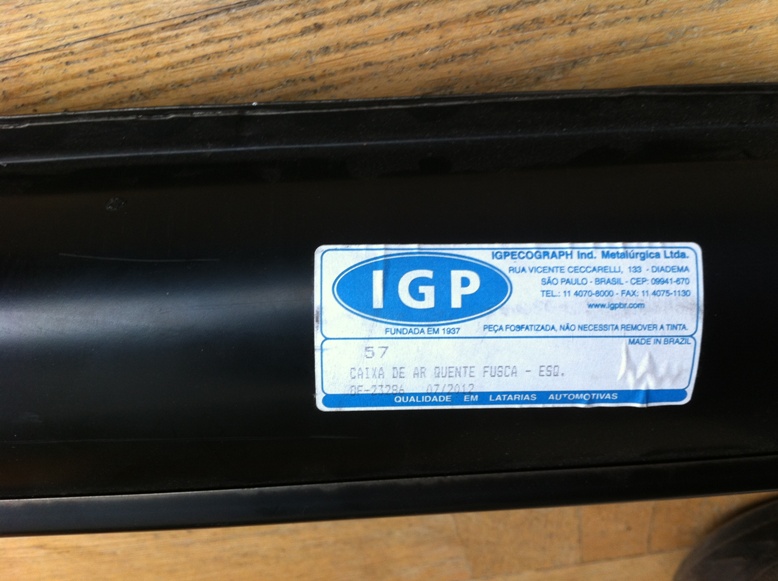 IGP
FUNDADA EM 1937
IGPECOGRAPH Ind. Metalúrgica Ltda.
RUA VICENTE CECCARELLI, 133 - DIADEMA
SÃO PAULO - BRASIL - CEP: 09941-670
TEL.: 11 4070-6000 - FAX: 11 4075-1130
www.igpbr.com
PEÇA FOSFATIZADA, NÃO NECESSITA REMOVER A TINTA.
MADE IN BRAZIL
57
CAIXA DE AR QUENTE FUSCA - ESQ.
07/2012
QUALIDADE EM LATARIAS AUTOMOTIVAS